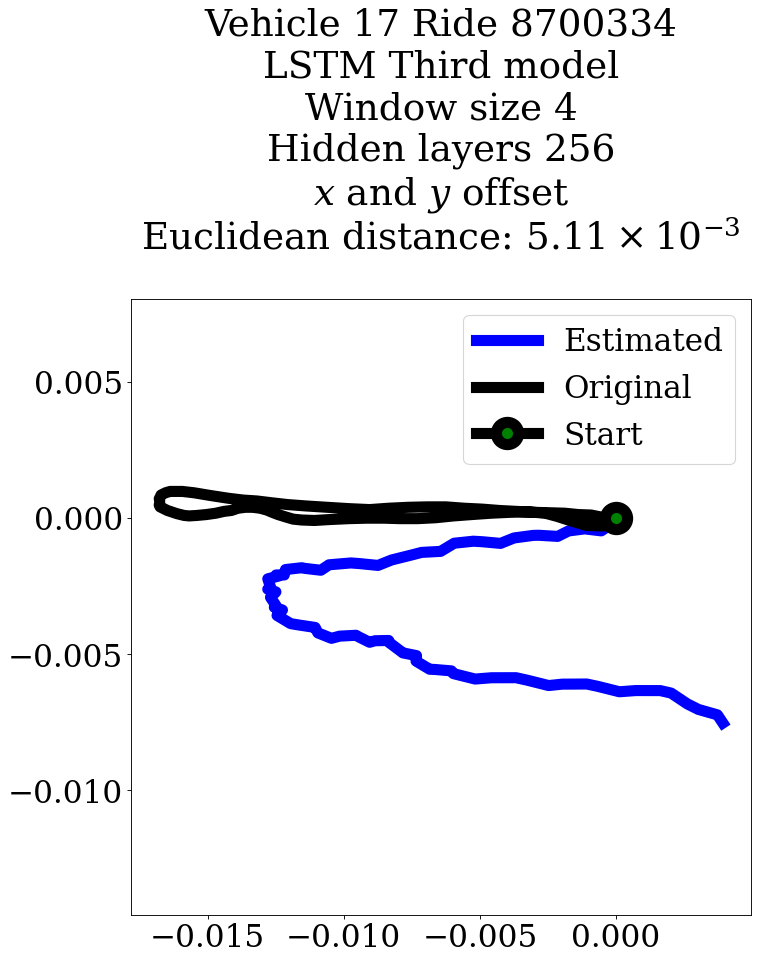 Vehicle 17 Ride 8700334
LSTM Third model
Window size 4
Hidden layers 256
x and y offset
Euclidean distance: 5.11 × 10⁻³
Estimated
Original
Start
0.005
0.000
−0.005
−0.010
−0.015 −0.010 −0.005 0.000